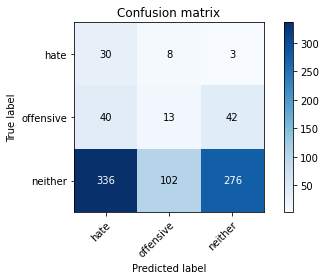 Confusion matrix
hate 30 8 3
offensive 40 13 42
neither 336 102 276
hate offensive neither
True label
Predicted label
300
250
200
150
100
50